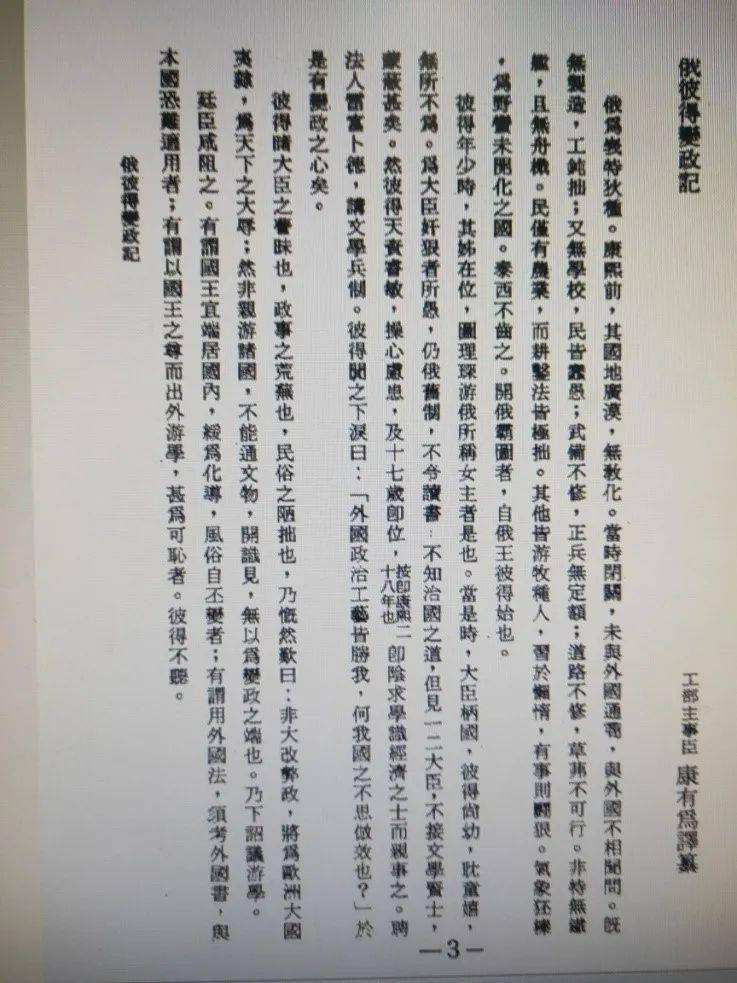 俄彼得變政記
工部主事臣 康有爲譯纂
俄爲裒特狄種。康熙前，其國地廣漠，無敎化。當時閉關，未與外國通商，與外國不相聞問。旣
無製造，工鈍拙；又無學校，民皆愚；武備不修，正兵無定額；道路不修，草茀不可行。非特無鐵
艦，且無舟檝。民僅有農業，而耕墾法皆極拙。其他皆游牧種人，習於懶惰，有事則鬭狠。氣象狉榛
，爲野蠻未開化之國。泰西不齒之。開俄霸圖者，自俄王彼得始也。
彼得年少時，其姊在位，圖理琛游俄所稱女主者是也。當是時，大臣柄國，彼得尙幼，耽童嬉，
無所不爲。爲大臣奸狠者所愚，仍俄舊制，不令讀書﹔不知治國之道，但見一二大臣，不接文學賢士，
蒙蔽甚矣。然彼得天資睿敏，操心慮患，及十七歲卽位，按卽康熙二十八年也卽陰求學識經濟之士而親事之。聘
法人雷富卜德，講文學兵制。彼得聞之下淚曰：「外國政治工藝皆勝我，何我國之不思倣效也？」於
是有變政之心矣。
彼得睹大臣之瞢昧也，政事之荒蕪也，民俗之陋拙也，乃慨然歎曰：非大改弊政，將爲歐洲大國
夷隸，爲天下之大辱；然非親游諸國，不能通文物，開識見，無以爲變政之端也。乃下詔議游學。
廷臣咸阻之。有謂國王宜端居國內，綏爲化導，風俗自丕變者；有謂用外國法，須考外國書，與
本國恐難適用者；有謂以國王之尊而出外游學，甚爲可恥者。彼得不聽。
俄彼得變政記
—3—